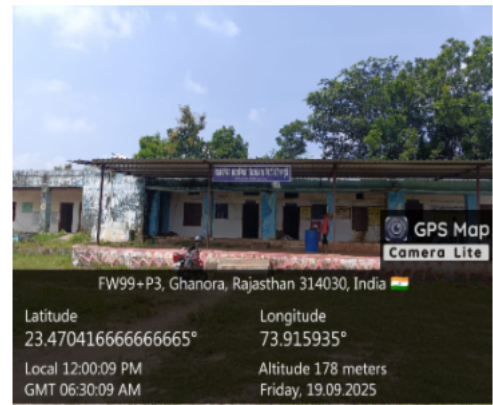 GPS Map
Camera Lite
FW99+P3, Ghanora, Rajasthan 314030, India
Latitude
23.470416666666665°
Longitude
73.915935°
Local 12:00:09 PM
GMT 06:30:09 AM
Altitude 178 meters
Friday, 19.09.2025